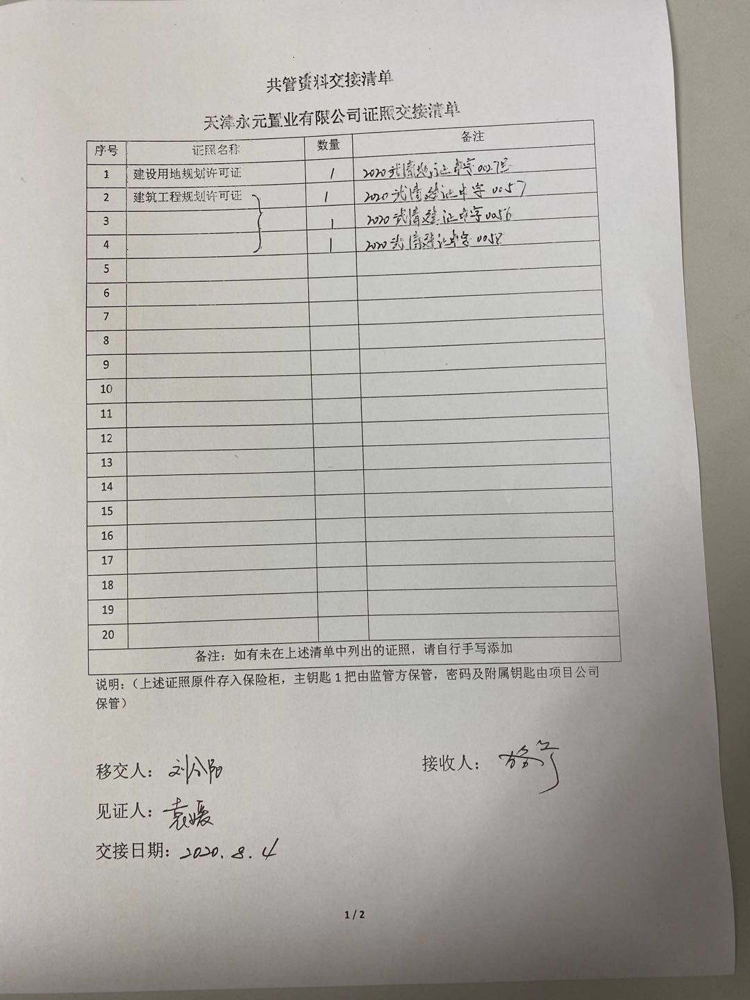 共管资料交接清单
天津永元置业有限公司证照交接清单
序号 证照名称 数量 备注
1 建设用地规划许可证 1 2020武清地证申字0027号
2 建筑工程规划许可证 1 2020武清建证申字0057
3 1 2020武清建证申字0056
4 1 2020武清建证申字0058
5
6
7
8
9
10
11
12
13
14
15
16
17
18
19
20
备注：如有未在上述清单中列出的证照，请自行手写添加
说明：（上述证照原件存入保险柜，主钥匙1把由监管方保管，密码及附属钥匙由项目公司
保管）
移交人： 接收人：
见证人：袁媛
交接日期：2020.8.4
1/2